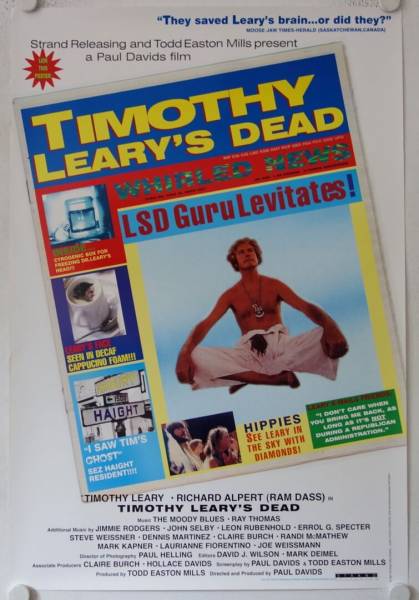 "They saved Leary's brain...or did they?"
MOOSE JAW TIMES-HERALD (SASKATCHEWAN, CANADA)
Strand Releasing and Todd Easton Mills present
a Paul Davids film
THIS
POSTER
TIMOTHY
LEARY'S DEAD
WHIRLED NEWS
LSD Guru Levitates!
CYROGENIC BOX FOR
FREEZING DR.LEARY'S
HEAD!!
LEARY'S FACE
SEEN IN DECAF
CAPPUCINO FOAM!!!
HAIGHT
"I SAW TIM'S
GHOST"
SEZ HAIGHT
RESIDENT!!!!
HIPPIES
SEE LEARY IN
THE SKY WITH
DIAMONDS!
"I DON'T CARE WHEN
YOU BRING ME BACK, AS
LONG AS IT'S NOT
DURING A REPUBLICAN
ADMINISTRATION."
TIMOTHY LEARY • RICHARD ALPERT (RAM DASS) IN
TIMOTHY LEARY'S DEAD
Music THE MOODY BLUES • RAY THOMAS
Additional Music by JIMMIE RODGERS • JOHN SELBY • LEON RUBENHOLD • ERROL G. SPECTER
STEVE WEISSNER • DENNIS MARTINEZ • CLAIRE BURCH • RANDI McMATHEW
MARK KAPNER • LAURIANNE FIORENTINO • JOE WEISSMANN
Director of Photography PAUL HELLING Editors DAVID J. WILSON • MARK DEIMEL
Associate Producers CLAIRE BURCH • HOLLACE DAVIDS Screenplay by PAUL DAVIDS & TODD EASTON MILLS
Produced by TODD EASTON MILLS Directed and Produced by PAUL DAVIDS
STRAND